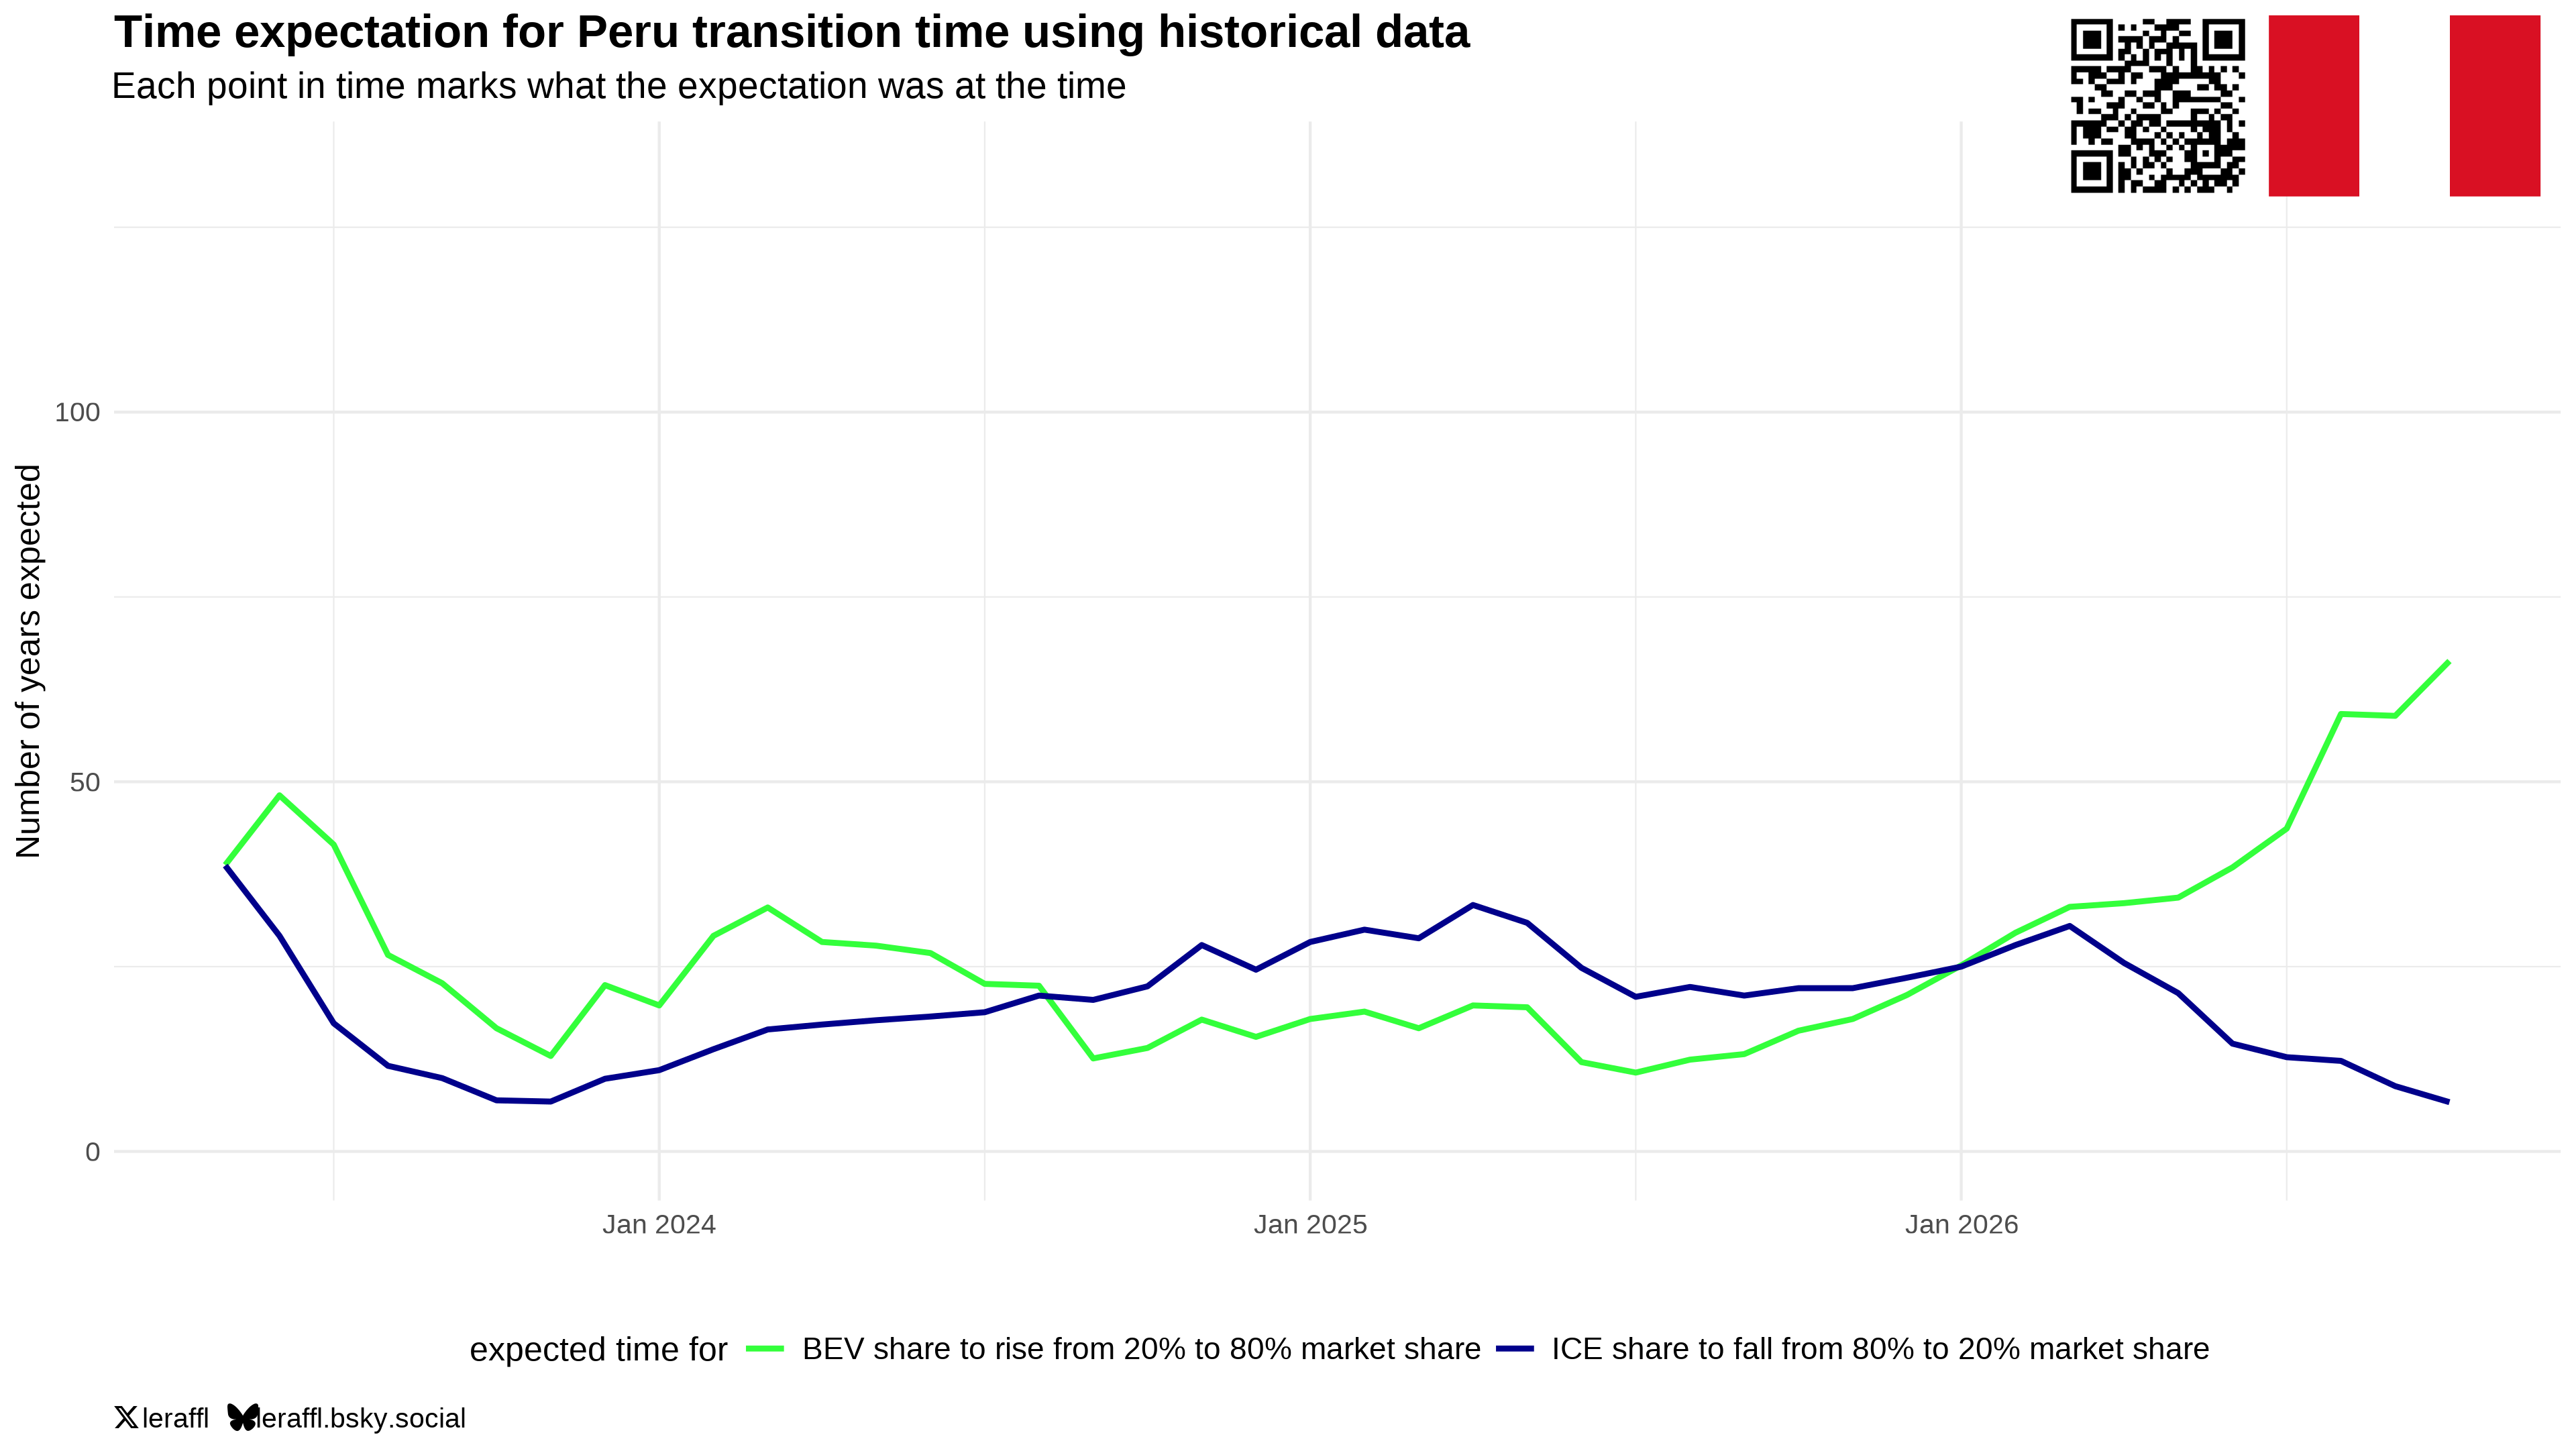 Time expectation for Peru transition time using historical data
Each point in time marks what the expectation was at the time
Number of years expected
100
50
0
Jan 2024
Jan 2025
Jan 2026
expected time for BEV share to rise from 20% to 80% market share ICE share to fall from 80% to 20% market share
leraffl leraffl.bsky.social